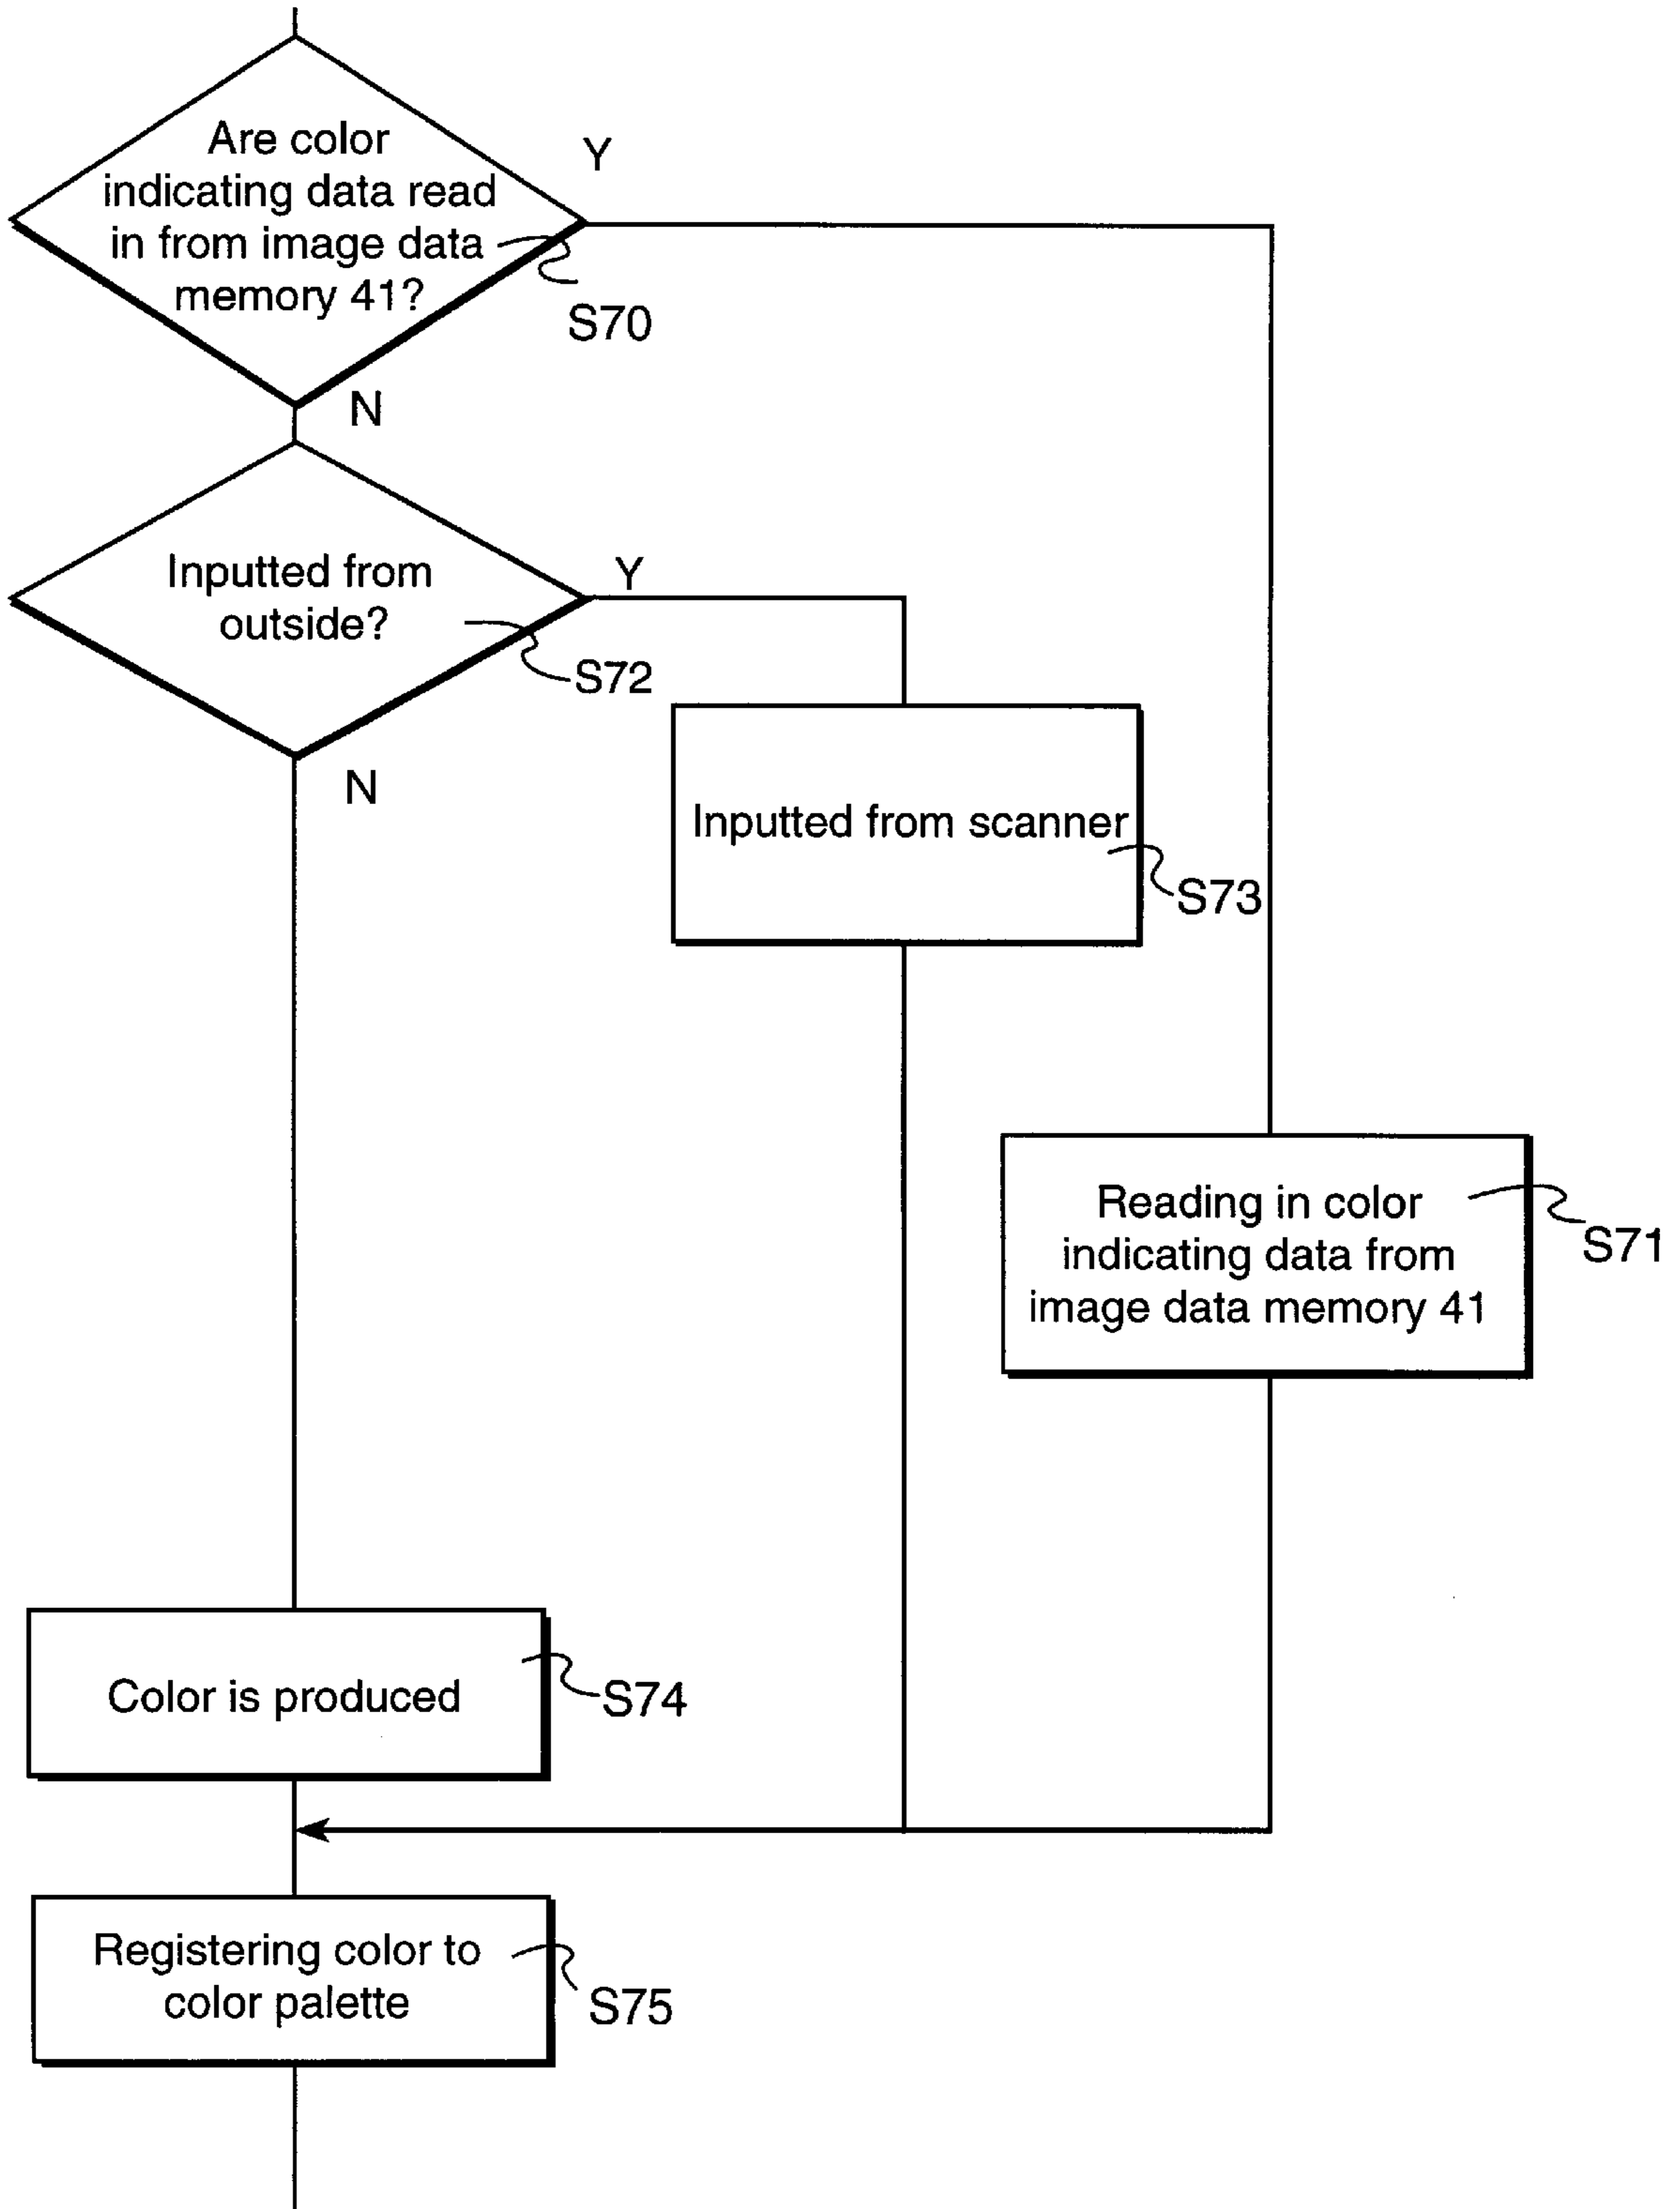 Are color
indicating data read
in from image data
memory 41?
Y
S70
N
Inputted from
outside?
Y
S72
N
Inputted from scanner
S73
Reading in color
indicating data from
image data memory 41
S71
Color is produced
S74
Registering color to
color palette
S75